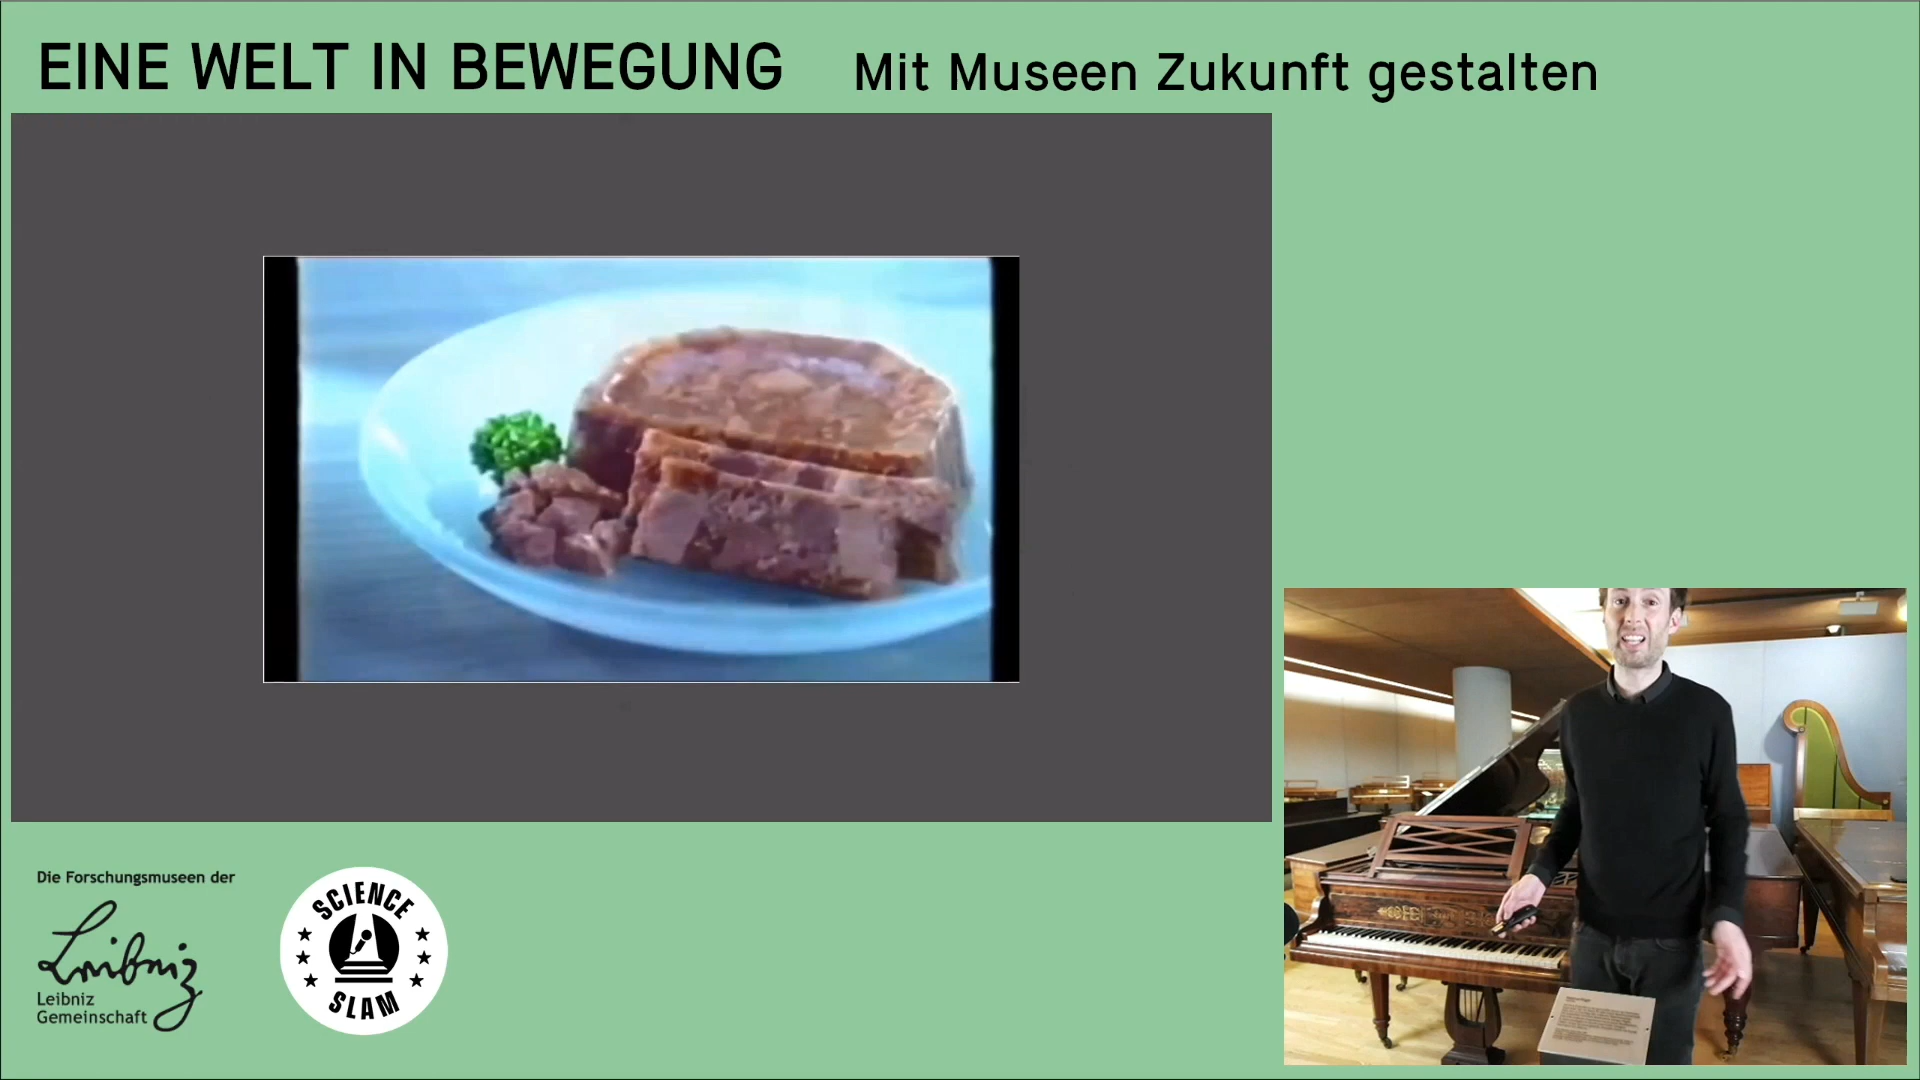 EINE WELT IN BEWEGUNG Mit Museen Zukunft gestalten
Die Forschungsmuseen der
Leibniz
Leibniz
Gemeinschaft
SCIENCE
SLAM